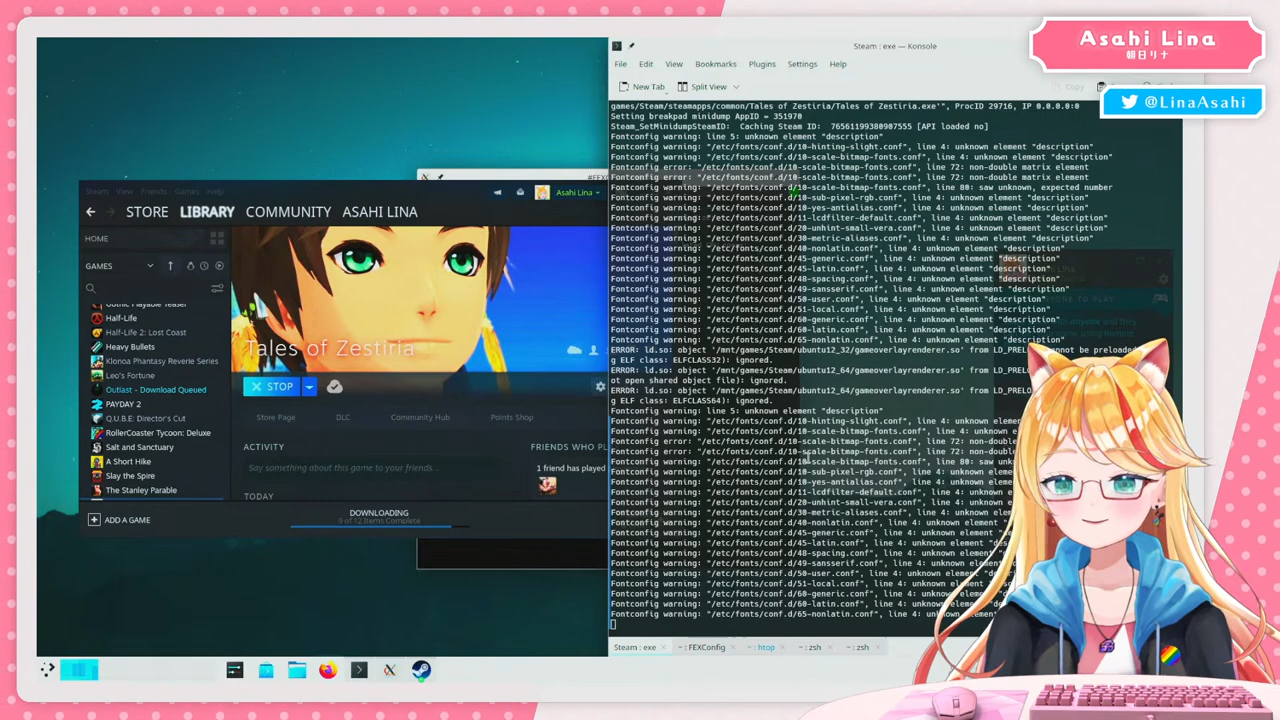 Asahi Lina
朝日リナ
@LinaAsahi
Steam : exe — Konsole
File Edit View Bookmarks Plugins Settings Help
New Tab Split View Copy
games/Steam/steamapps/common/Tales of Zestiria/Tales of Zestiria.exe'", ProcID 29716, IP 0.0.0.0:0
Setting breakpad minidump AppID = 351970
Steam_SetMinidumpSteamID: Caching Steam ID: 76561199380907555 [API loaded no]
Fontconfig warning: line 5: unknown element "description"
Fontconfig warning: "/etc/fonts/conf.d/10-hinting-slight.conf", line 4: unknown element "description"
Fontconfig warning: "/etc/fonts/conf.d/10-scale-bitmap-fonts.conf", line 4: unknown element "description"
Fontconfig error: "/etc/fonts/conf.d/10-scale-bitmap-fonts.conf", line 72: non-double matrix element
Fontconfig error: "/etc/fonts/conf.d/10-scale-bitmap-fonts.conf", line 72: non-double matrix element
Fontconfig warning: "/etc/fonts/conf.d/10-scale-bitmap-fonts.conf", line 80: saw unknown, expected number
Fontconfig warning: "/etc/fonts/conf.d/10-sub-pixel-rgb.conf", line 4: unknown element "description"
Fontconfig warning: "/etc/fonts/conf.d/10-yes-antialias.conf", line 4: unknown element "description"
Fontconfig warning: "/etc/fonts/conf.d/11-lcdfilter-default.conf", line 4: unknown element "description"
Fontconfig warning: "/etc/fonts/conf.d/20-unhint-small-vera.conf", line 4: unknown element "description"
Fontconfig warning: "/etc/fonts/conf.d/30-metric-aliases.conf", line 4: unknown element "description"
Fontconfig warning: "/etc/fonts/conf.d/40-nonlatin.conf", line 4: unknown element "description"
Fontconfig warning: "/etc/fonts/conf.d/45-generic.conf", line 4: unknown element "description"
Fontconfig warning: "/etc/fonts/conf.d/45-latin.conf", line 4: unknown element "description"
Fontconfig warning: "/etc/fonts/conf.d/48-spacing.conf", line 4: unknown element "description"
Fontconfig warning: "/etc/fonts/conf.d/49-sansserif.conf", line 4: unknown element "description"
Fontconfig warning: "/etc/fonts/conf.d/50-user.conf", line 4: unknown element "description"
Fontconfig warning: "/etc/fonts/conf.d/51-local.conf", line 4: unknown element "description"
Fontconfig warning: "/etc/fonts/conf.d/60-generic.conf", line 4: unknown element "description"
Fontconfig warning: "/etc/fonts/conf.d/60-latin.conf", line 4: unknown element "description"
Fontconfig warning: "/etc/fonts/conf.d/65-nonlatin.conf", line 4: unknown element "description"
ERROR: ld.so: object '/mnt/games/Steam/ubuntu12_32/gameoverlayrenderer.so' from LD_PREL cannot be preloaded
g ELF class: ELFCLASS32): ignored.
ERROR: ld.so: object '/mnt/games/Steam/ubuntu12_64/gameoverlayrenderer.so' from LD_PRELO
ot open shared object file): ignored.
ERROR: ld.so: object '/mnt/games/Steam/ubuntu12_64/gameoverlayrenderer.so' from LD_PRELO
g ELF class: ELFCLASS64): ignored.
Fontconfig warning: line 5: unknown element "description"
Fontconfig warning: "/etc/fonts/conf.d/10-hinting-slight.conf", line 4: unknown element
Fontconfig warning: "/etc/fonts/conf.d/10-scale-bitmap-fonts.conf", line 4: unknown
Fontconfig error: "/etc/fonts/conf.d/10-scale-bitmap-fonts.conf", line 72: non-double
Fontconfig error: "/etc/fonts/conf.d/10-scale-bitmap-fonts.conf", line 72: non-double
Fontconfig warning: "/etc/fonts/conf.d/10-scale-bitmap-fonts.conf", line 80: saw
Fontconfig warning: "/etc/fonts/conf.d/10-sub-pixel-rgb.conf", line 4: unknown element
Fontconfig warning: "/etc/fonts/conf.d/10-yes-antialias.conf", line 4: unknown
Fontconfig warning: "/etc/fonts/conf.d/11-lcdfilter-default.conf", line 4: unknown
Fontconfig warning: "/etc/fonts/conf.d/20-unhint-small-vera.conf", line 4: unknown
Fontconfig warning: "/etc/fonts/conf.d/30-metric-aliases.conf", line 4: unknown
Fontconfig warning: "/etc/fonts/conf.d/40-nonlatin.conf", line 4: unknown element
Fontconfig warning: "/etc/fonts/conf.d/45-generic.conf", line 4: unknown element
Fontconfig warning: "/etc/fonts/conf.d/45-latin.conf", line 4: unknown element
Fontconfig warning: "/etc/fonts/conf.d/48-spacing.conf", line 4: unknown element
Fontconfig warning: "/etc/fonts/conf.d/49-sansserif.conf", line 4: unknown
Fontconfig warning: "/etc/fonts/conf.d/50-user.conf", line 4: unknown element
Fontconfig warning: "/etc/fonts/conf.d/51-local.conf", line 4: unknown element
Fontconfig warning: "/etc/fonts/conf.d/60-generic.conf", line 4: unknown
Fontconfig warning: "/etc/fonts/conf.d/60-latin.conf", line 4: unknown element
Fontconfig warning: "/etc/fonts/conf.d/65-nonlatin.conf", line 4: unknown
Steam : exe ~ : FEXConfig ~ : htop ~ : zsh ~ : zsh
Steam View Friends Games Help
Asahi Lina
STORE LIBRARY COMMUNITY ASAHI LINA
HOME
GAMES
Gothic Playable Teaser
Half-Life
Half-Life 2: Lost Coast
Heavy Bullets
Klonoa Phantasy Reverie Series
Leo's Fortune
Outlast - Download Queued
PAYDAY 2
Q.U.B.E: Director's Cut
RollerCoaster Tycoon: Deluxe
Salt and Sanctuary
A Short Hike
Slay the Spire
The Stanley Parable
ADD A GAME
Tales of Zestiria
STOP
Store Page DLC Community Hub Points Shop
ACTIVITY
Say something about this game to your friends...
TODAY
FRIENDS WHO PL
1 friend has played
DOWNLOADING
9 of 12 Items Complete